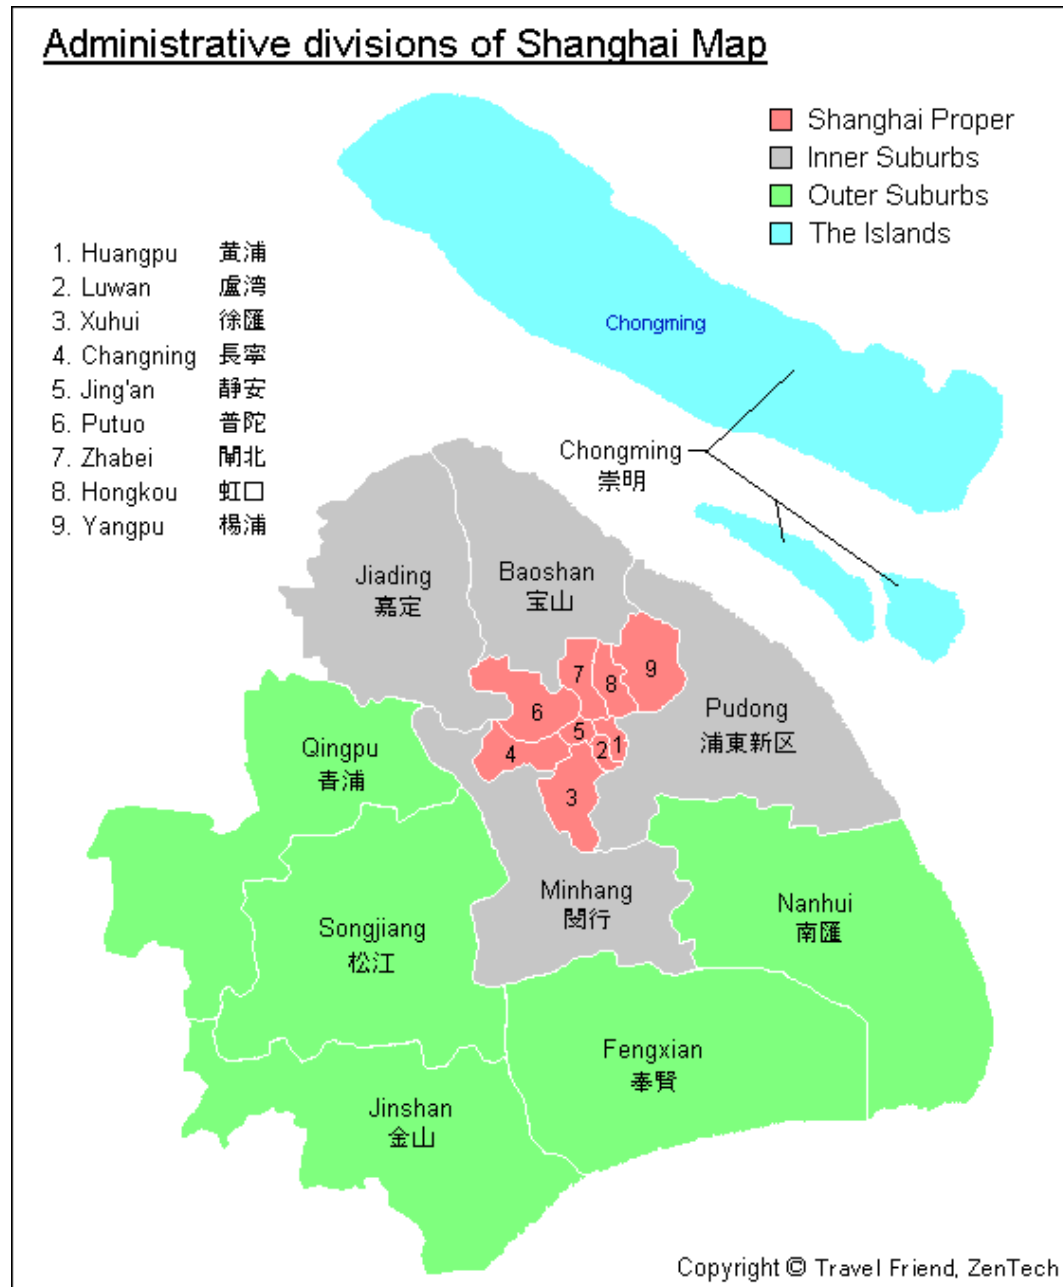 Administrative divisions of Shanghai Map
Shanghai Proper
Inner Suburbs
Outer Suburbs
The Islands
1. Huangpu 黄浦
2. Luwan 盧湾
3. Xuhui 徐匯
4. Changning 長寧
5. Jing'an 静安
6. Putuo 普陀
7. Zhabei 閘北
8. Hongkou 虹口
9. Yangpu 楊浦
Chongming
Chongming
崇明
Jiading
嘉定
Baoshan
宝山
9
7
8
6
5
1
2
4
3
Pudong
浦東新区
Qingpu
青浦
Minhang
閔行
Nanhui
南匯
Songjiang
松江
Fengxian
奉賢
Jinshan
金山
Copyright © Travel Friend, ZenTech